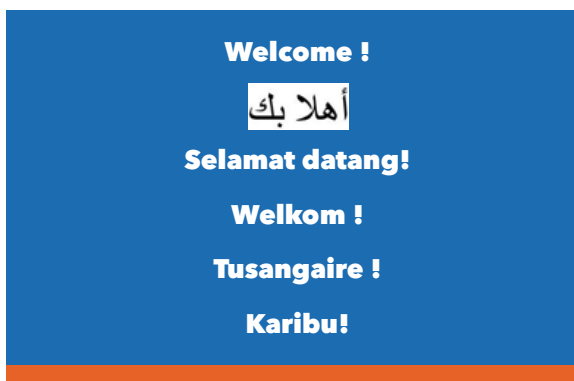 Welcome !
أهلا بك
Selamat datang!
Welkom !
Tusangaire !
Karibu!